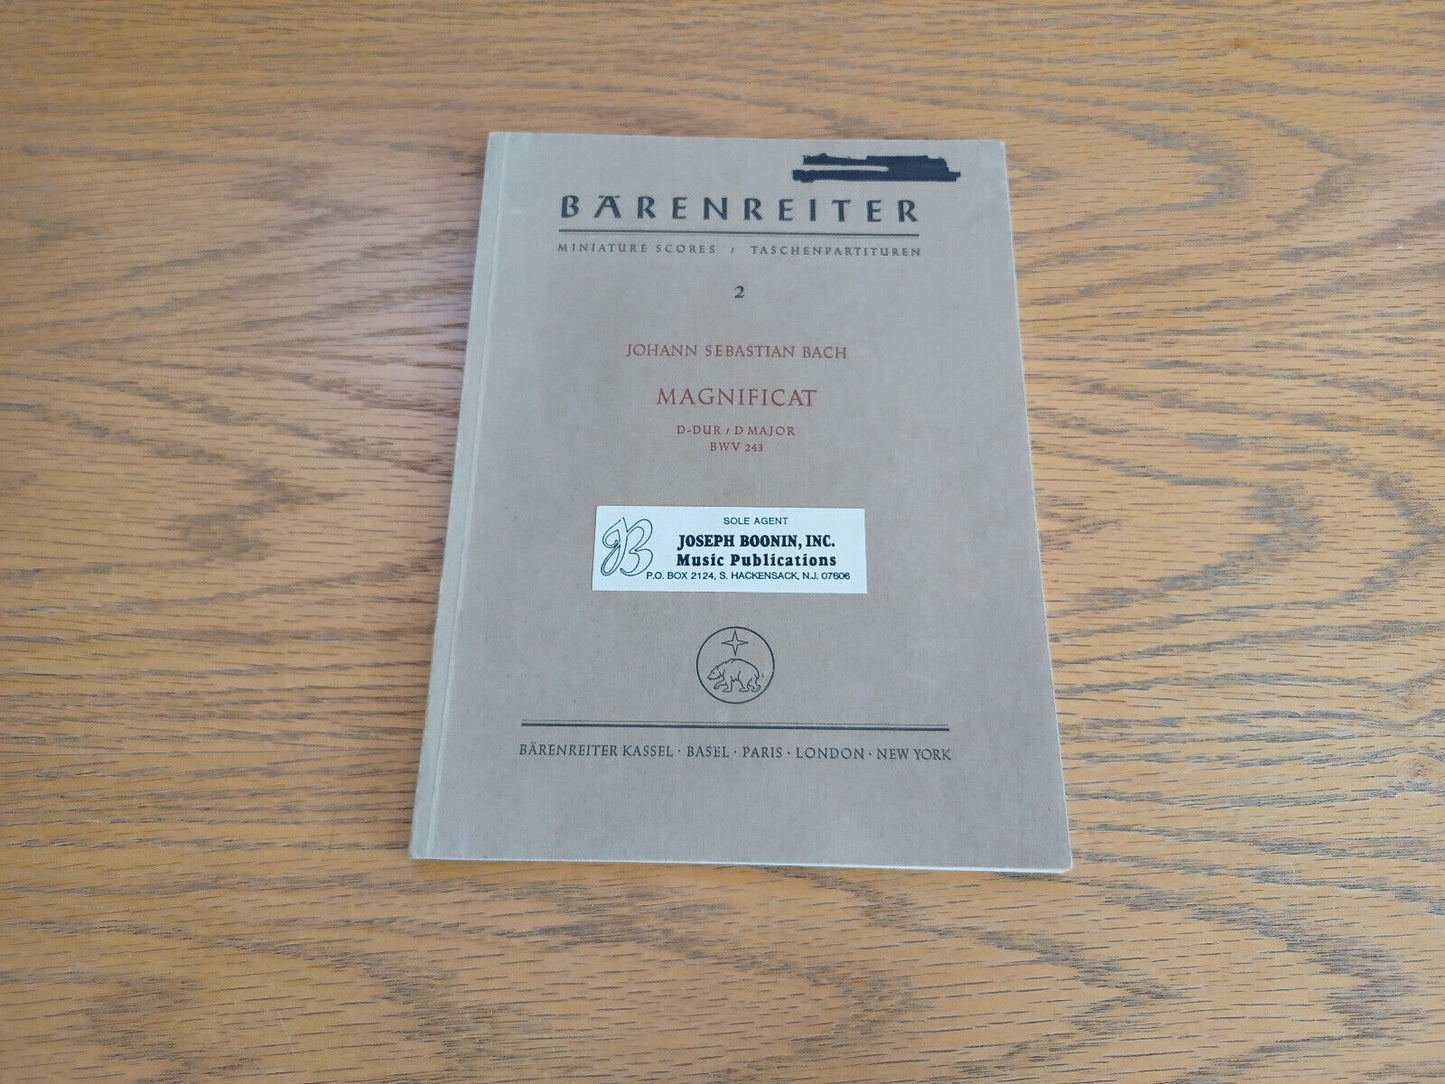 BÄRENREITER
MINIATURE SCORES / TASCHENPARTITUREN
2
JOHANN SEBASTIAN BACH
MAGNIFICAT
D-DUR / D MAJOR
BWV 243
SOLE AGENT
JB
JOSEPH BOONIN, INC.
Music Publications
P.O. BOX 2124, S. HACKENSACK, N.J. 07606
BÄRENREITER KASSEL · BASEL · PARIS · LONDON · NEW YORK